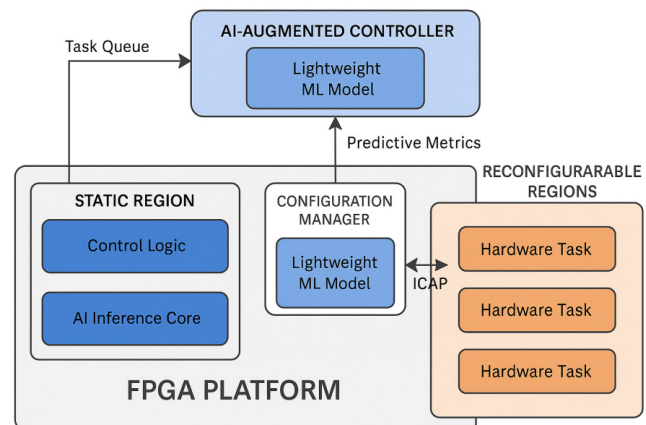 AI-AUGMENTED CONTROLLER
Lightweight
ML Model
Task Queue
Predictive Metrics
STATIC REGION
Control Logic
AI Inference Core
CONFIGURATION
MANAGER
Lightweight
ML Model
ICAP
RECONFIGURARABLE
REGIONS
Hardware Task
Hardware Task
Hardware Task
FPGA PLATFORM